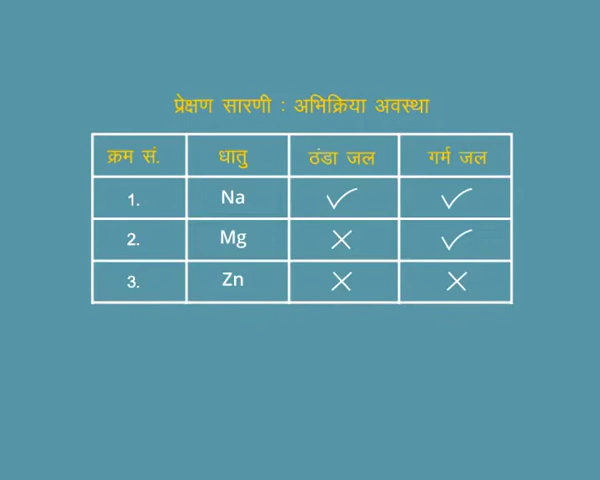 प्रेक्षण सारणी : अभिक्रिया अवस्था
क्रम सं. धातु ठंडा जल गर्म जल
1. Na ✓ ✓
2. Mg ✗ ✓
3. Zn ✗ ✗